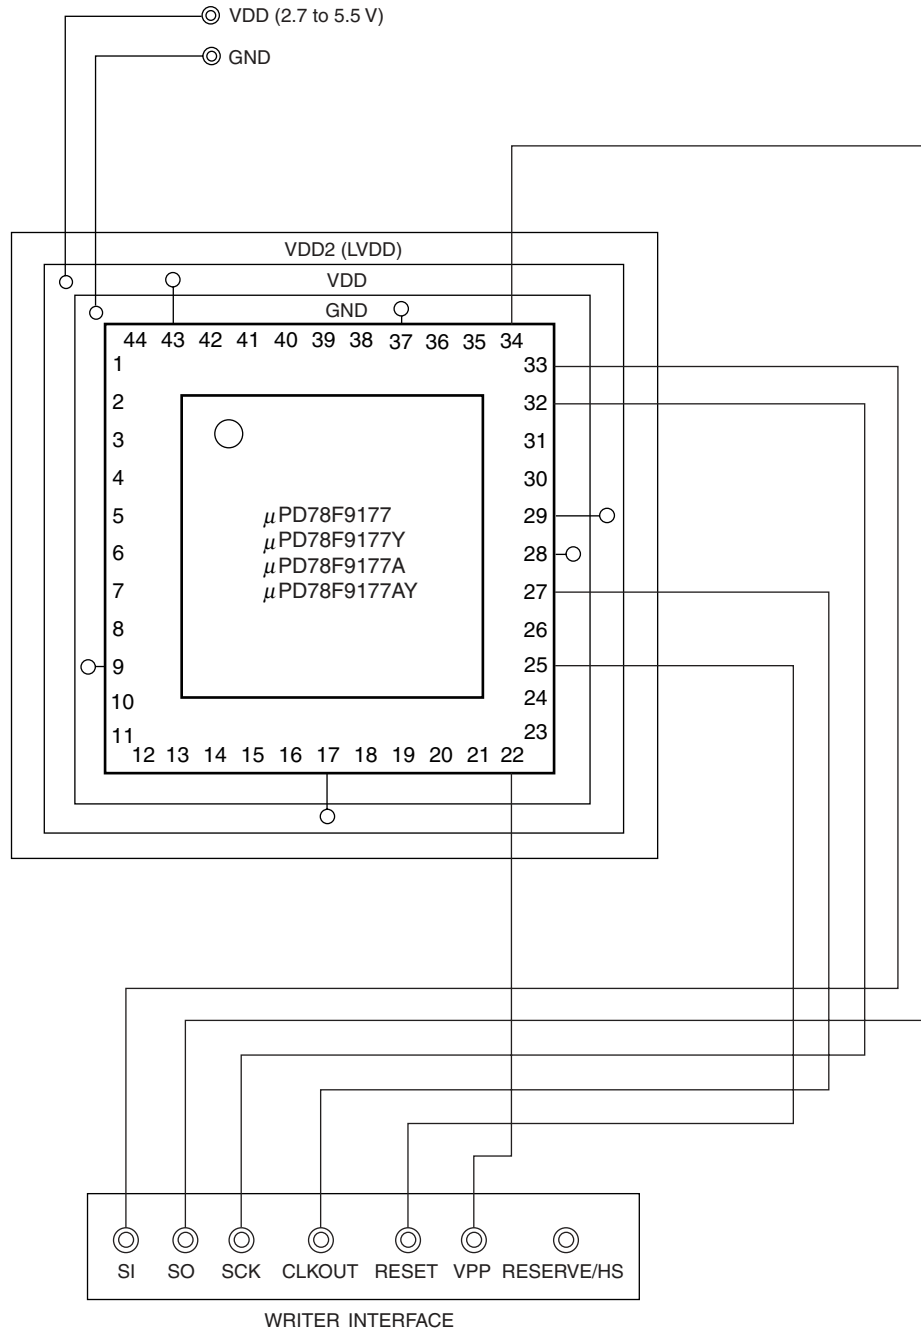 VDD (2.7 to 5.5 V)
GND
VDD2 (LVDD)
VDD
GND
44 43 42 41 40 39 38 37 36 35 34
1
2
3
4
5
6
7
8
9
10
11
33
32
31
30
29
28
27
26
25
24
23
μPD78F9177
μPD78F9177Y
μPD78F9177A
μPD78F9177AY
12 13 14 15 16 17 18 19 20 21 22
SI SO SCK CLKOUT RESET VPP RESERVE/HS
WRITER INTERFACE